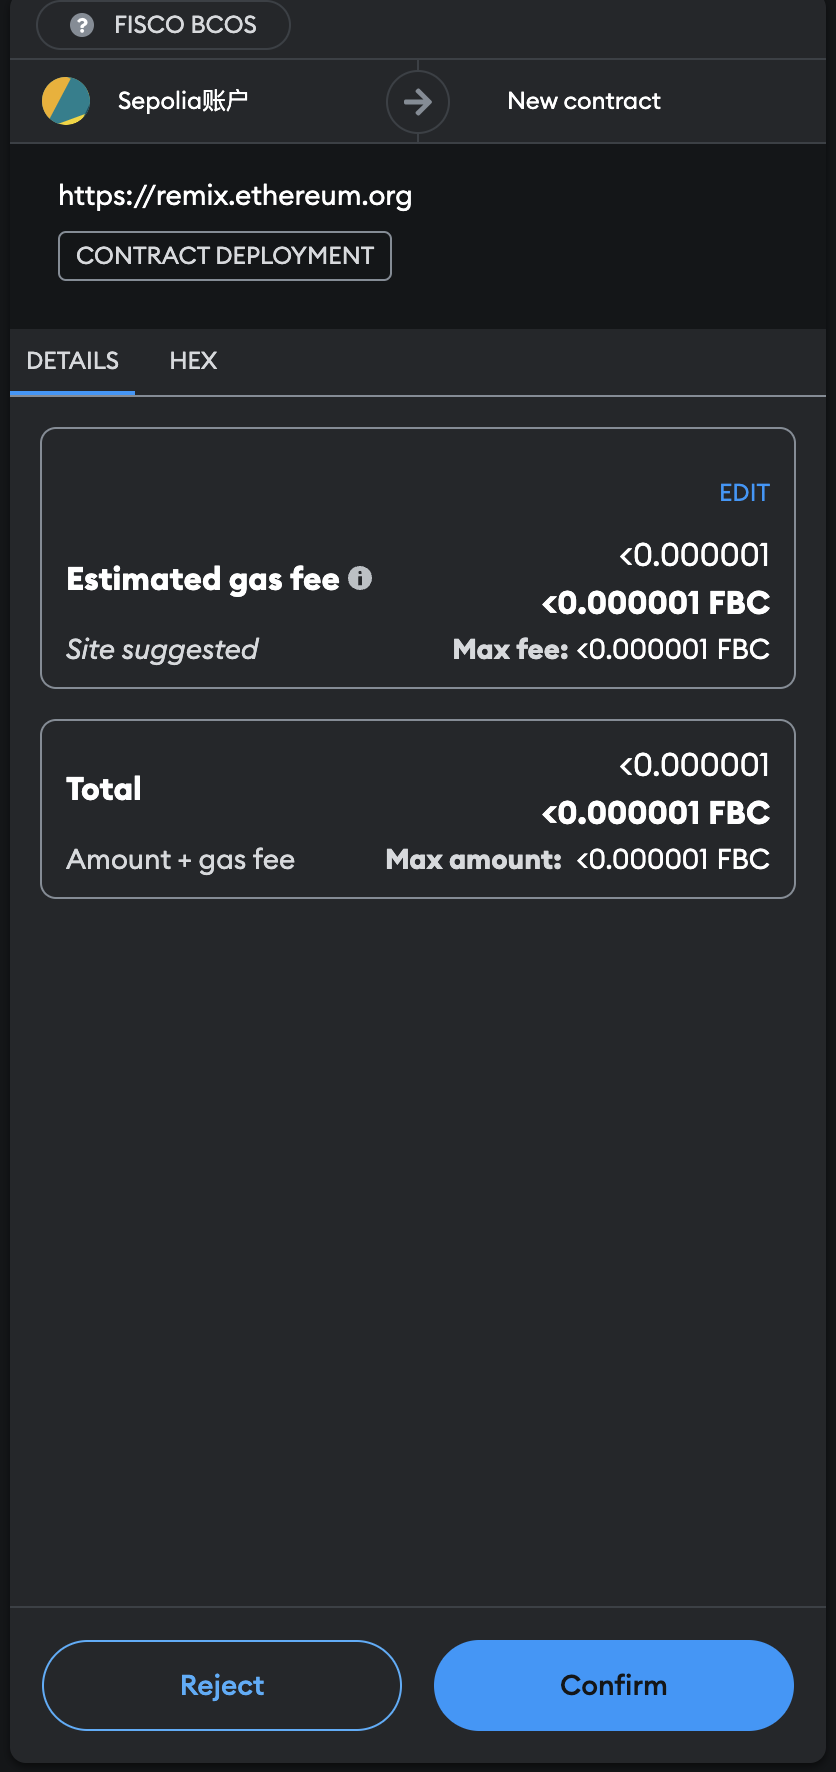 FISCO BCOS
Sepolia账户
New contract
https://remix.ethereum.org
CONTRACT DEPLOYMENT
DETAILS HEX
EDIT
<0.000001
Estimated gas fee
<0.000001 FBC
Site suggested Max fee: <0.000001 FBC
<0.000001
Total
<0.000001 FBC
Amount + gas fee Max amount: <0.000001 FBC
Reject Confirm